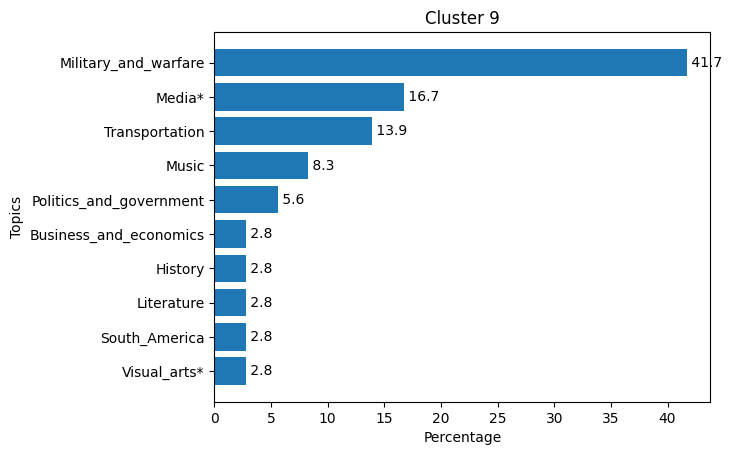 Cluster 9
Military_and_warfare 41.7
Media* 16.7
Transportation 13.9
Music 8.3
Politics_and_government 5.6
Business_and_economics 2.8
History 2.8
Literature 2.8
South_America 2.8
Visual_arts* 2.8
Topics
0 5 10 15 20 25 30 35 40
Percentage